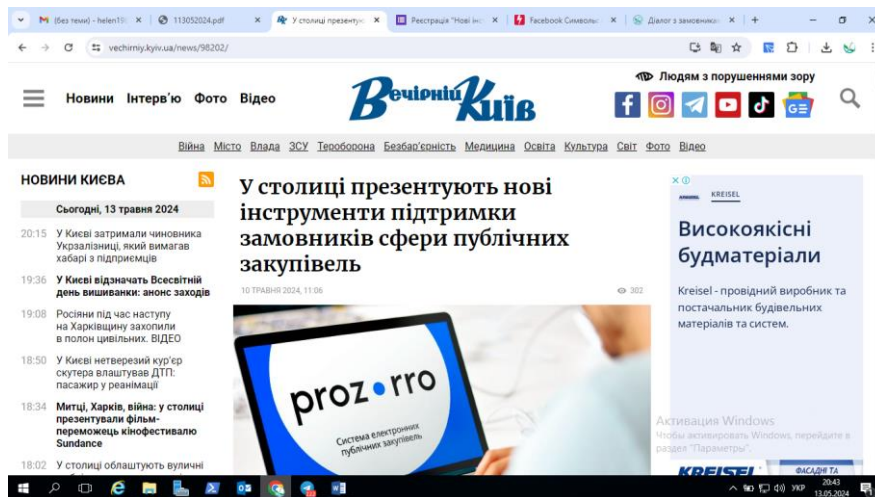 (без теми) - helen19
113052024.pdf
У столиці презентую
Реєстрація "Нові інс
Facebook Символы
Діалог з замовником
vechirniy.kyiv.ua/news/98202/
Новини Інтерв'ю Фото Відео
Вечірній Київ
Людям з порушеннями зору
GE
Війна Місто Влада ЗСУ Тероборона Безбар'єрність Медицина Освіта Культура Світ Фото Відео
НОВИНИ КИЄВА
Сьогодні, 13 травня 2024
20:15 У Києві затримали чиновника
Укрзалізниці, який вимагав
хабарі з підприємців
19:36 У Києві відзначать Всесвітній
день вишиванки: анонс заходів
19:08 Росіяни під час наступу
на Харківщину захопили
в полон цивільних. ВІДЕО
18:50 У Києві нетверезий кур'єр
скутера влаштував ДТП:
пасажир у реанімації
18:34 Митці, Харків, війна: у столиці
презентували фільм-
переможець кінофестивалю
Sundance
18:02 У столиці облаштують вуличні
У столиці презентують нові
інструменти підтримки
замовників сфери публічних
закупівель
10 ТРАВНЯ 2024, 11:06
302
prozorro
Система електронних
публічних закупівель
KREISEL
Високоякісні
будматеріали
Kreisel - провідний виробник та
постачальник будівельних
матеріалів та систем.
Активация Windows
Чтобы активировать Windows, перейдите в
раздел "Параметры".
KREISEL
ФАСАДНІ ТА
УКР
20:43
13.05.2024